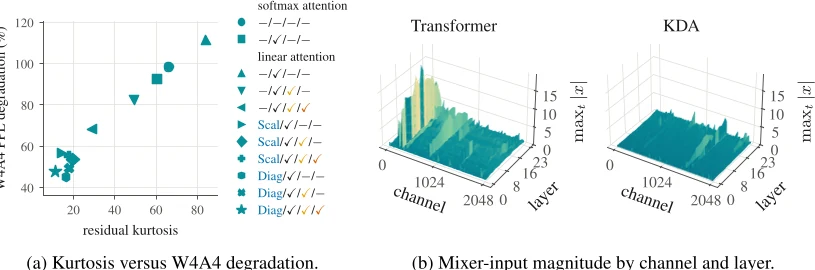 W4A4 PPL degradation (%)
120
100
80
60
40
20
40
60
80
residual kurtosis
softmax attention
−/−/−/−
−/✓/−/−
linear attention
−/✓/−/−
−/✓/✓/−
−/✓/✓/✓
Scal/✓/−/−
Scal/✓/✓/−
Scal/✓/✓/✓
Diag/✓/−/−
Diag/✓/✓/−
Diag/✓/✓/✓
(a) Kurtosis versus W4A4 degradation.
Transformer
15
10
5
0
max_t |x|
0
1024
2048
channel
0
8
16
23
layer
KDA
15
10
5
0
max_t |x|
0
1024
2048
channel
0
8
16
23
layer
(b) Mixer-input magnitude by channel and layer.